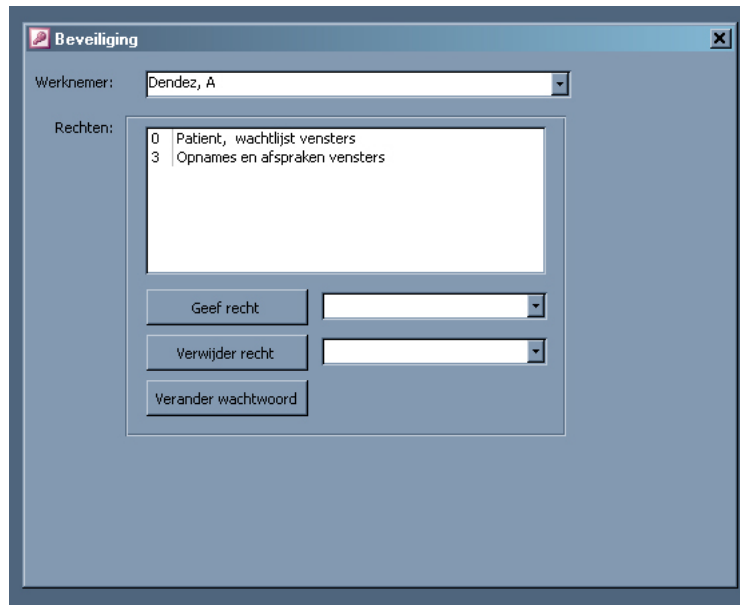 Beveiliging
Werknemer: Dendez, A
Rechten:
0 Patient, wachtlijst vensters
3 Opnames en afspraken vensters
Geef recht
Verwijder recht
Verander wachtwoord